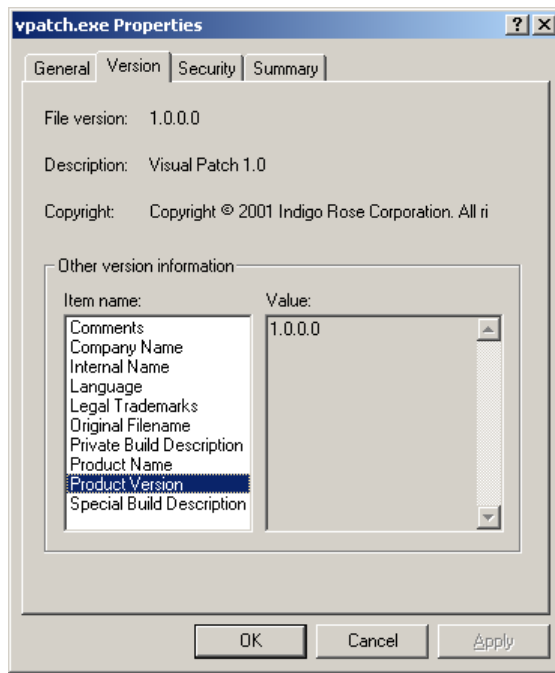 vpatch.exe Properties
General Version Security Summary
File version: 1.0.0.0
Description: Visual Patch 1.0
Copyright: Copyright © 2001 Indigo Rose Corporation. All ri
Other version information
Item name: Value:
Comments 1.0.0.0
Company Name
Internal Name
Language
Legal Trademarks
Original Filename
Private Build Description
Product Name
Product Version
Special Build Description
OK Cancel Apply